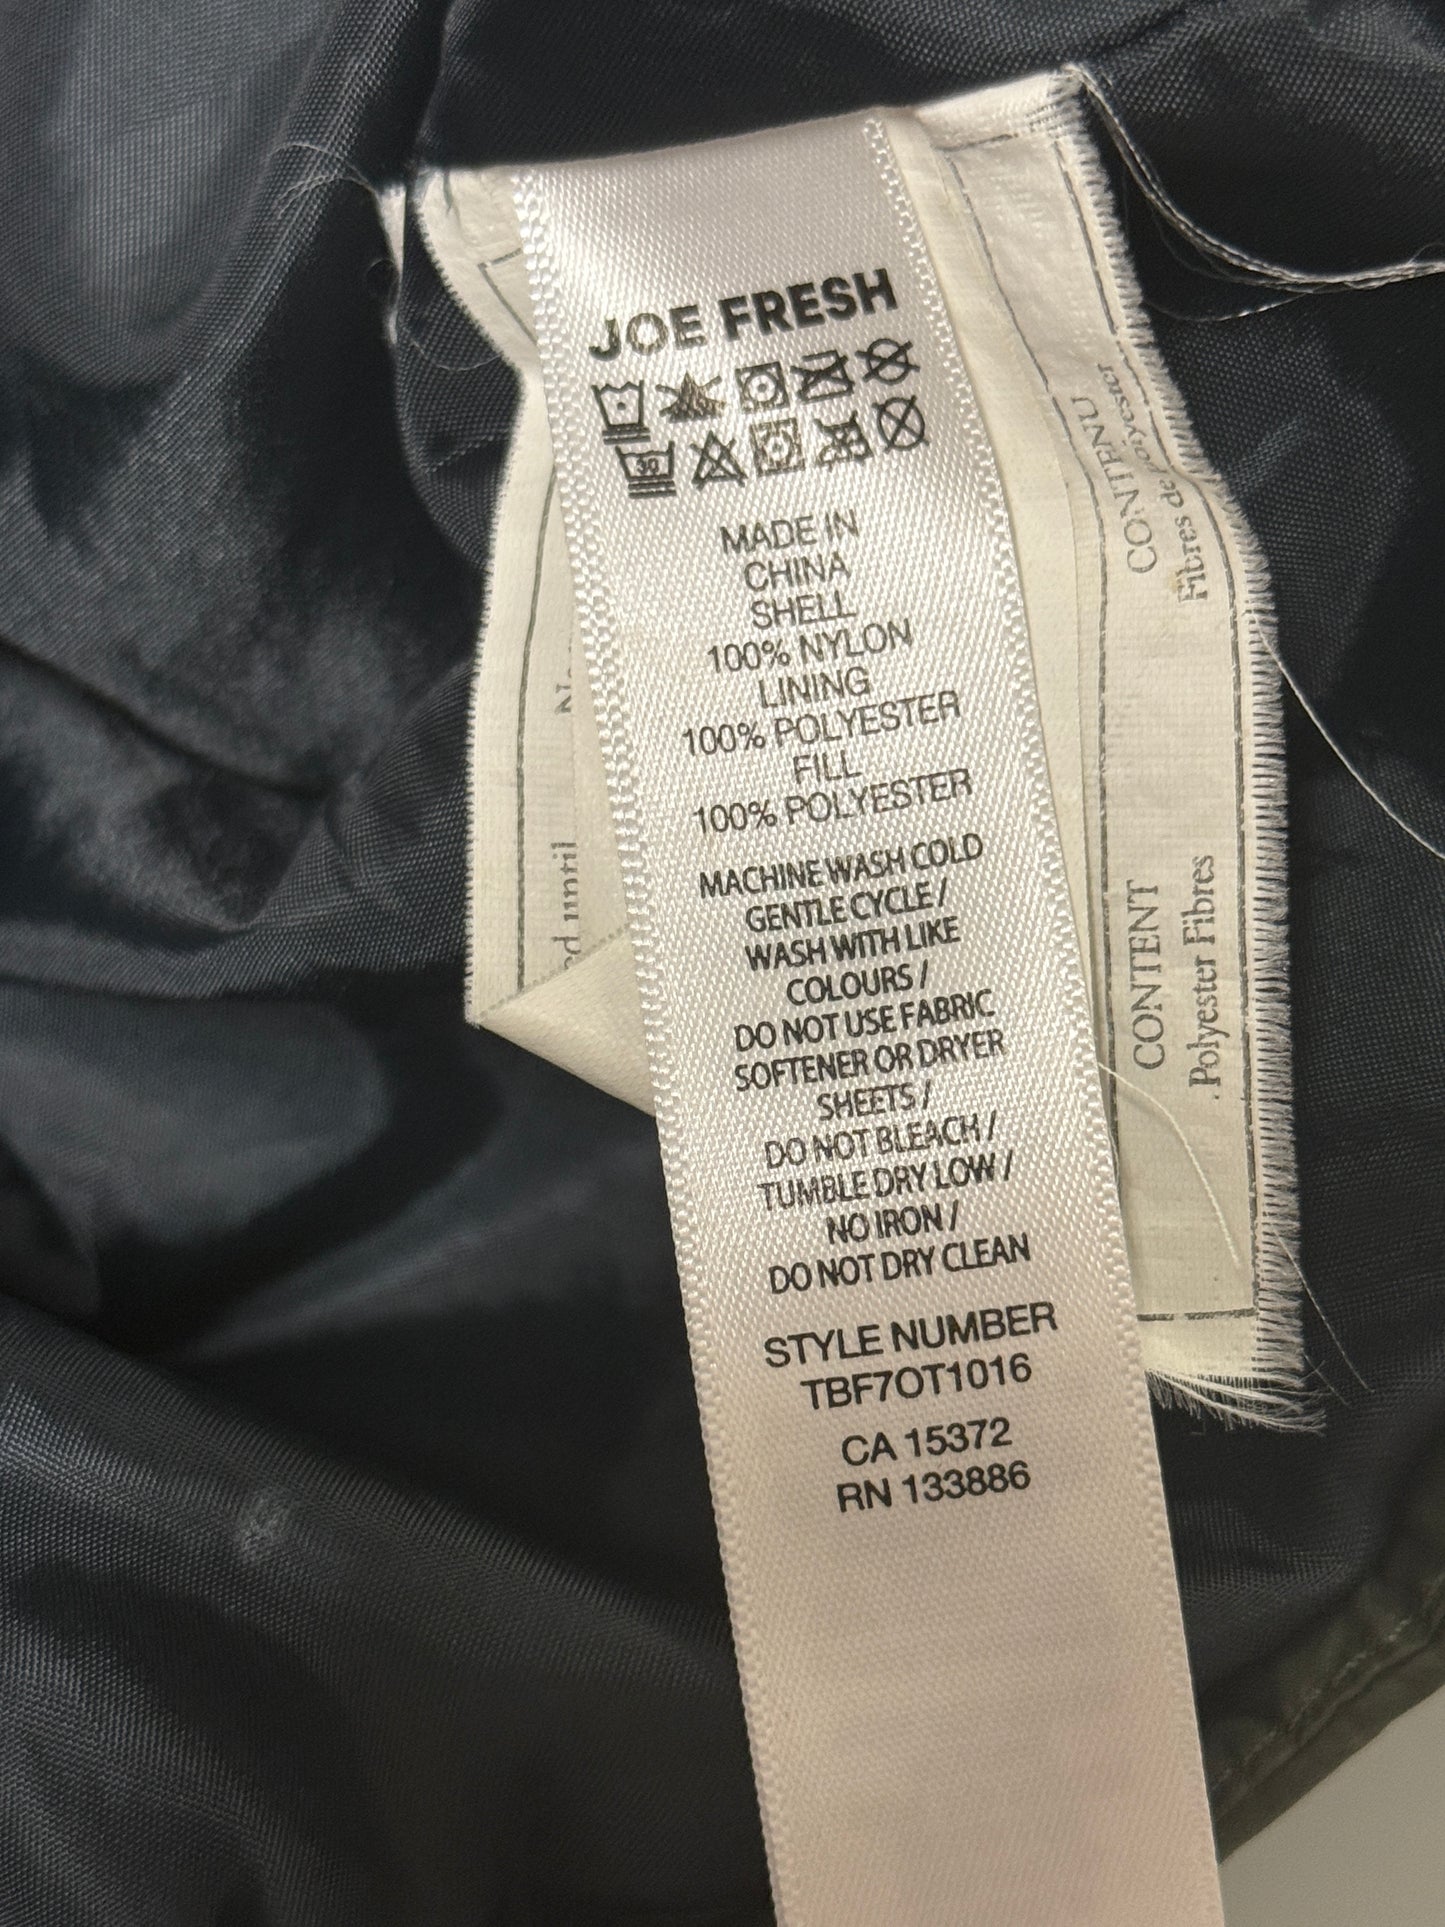 JOE FRESH
30
MADE IN
CHINA
SHELL
100% NYLON
LINING
100% POLYESTER
FILL
100% POLYESTER
MACHINE WASH COLD
GENTLE CYCLE /
WASH WITH LIKE
COLOURS /
DO NOT USE FABRIC
SOFTENER OR DRYER
SHEETS /
DO NOT BLEACH /
TUMBLE DRY LOW /
NO IRON /
DO NOT DRY CLEAN
STYLE NUMBER
TBF7OT1016
CA 15372
RN 133886
CONTENU
Fibres de polyester
CONTENT
Polyester Fibres
until